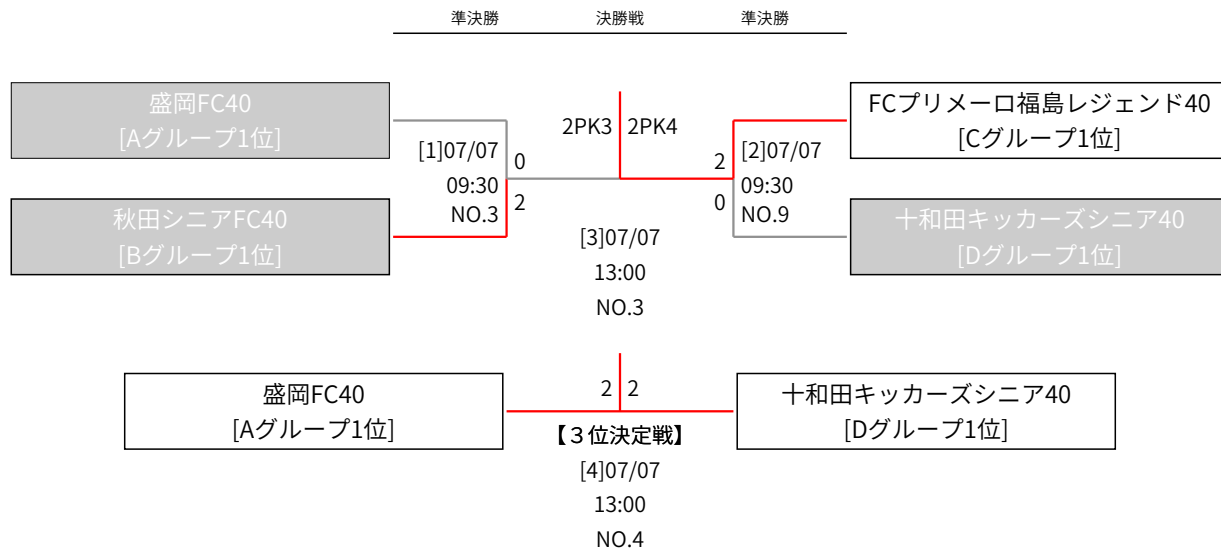 準決勝 決勝戦 準決勝
盛岡FC40
[Aグループ1位]
秋田シニアFC40
[Bグループ1位]
[1]07/07
09:30
NO.3
0
2
2PK3 2PK4
[3]07/07
13:00
NO.3
2
0
[2]07/07
09:30
NO.9
FCプリメーロ福島レジェンド40
[Cグループ1位]
十和田キッカーズシニア40
[Dグループ1位]
盛岡FC40
[Aグループ1位]
2 2
【３位決定戦】
[4]07/07
13:00
NO.4
十和田キッカーズシニア40
[Dグループ1位]